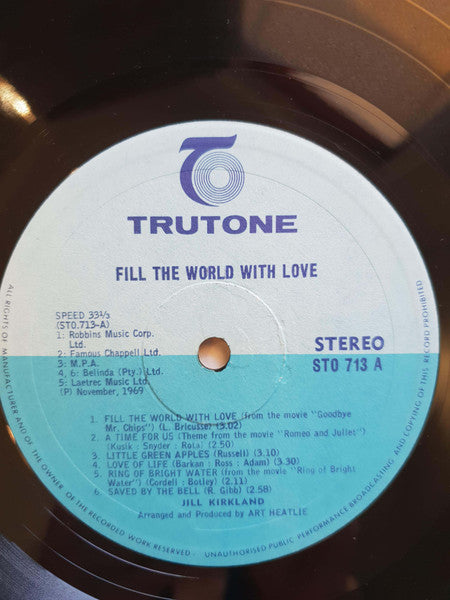 TRUTONE
FILL THE WORLD WITH LOVE
SPEED 33⅓
(STO.713-A)
1: Robbins Music Corp.
Ltd.
2: Famous Chappell Ltd.
3: M.P.A.
4, 6: Belinda (Pty.) Ltd.
5: Laetrec Music Ltd.
(P) November, 1969
STEREO
STO 713 A
1. FILL THE WORLD WITH LOVE (from the movie "Goodbye
Mr. Chips") (L. Bricusse) (3.02)
2. A TIME FOR US (Theme from the movie "Romeo and Juliet")
(Kusik : Snyder : Rota) (2.50)
3. LITTLE GREEN APPLES (Russell) (3.10)
4. LOVE OF LIFE (Barkan : Ross : Adam) (3.30)
5. RING OF BRIGHT WATER (from the movie "Ring of Bright
Water") (Cordell : Botley) (2.11)
6. SAVED BY THE BELL (R. Gibb) (2.58)
JILL KIRKLAND
Arranged and Produced by ART HEATLIE
ALL RIGHTS OF MANUFACTURER AND OF THE OWNER OF THE RECORDED WORK RESERVED · UNAUTHORISED PUBLIC PERFORMANCE BROADCASTING AND COPYING OF THIS RECORD PROHIBITED